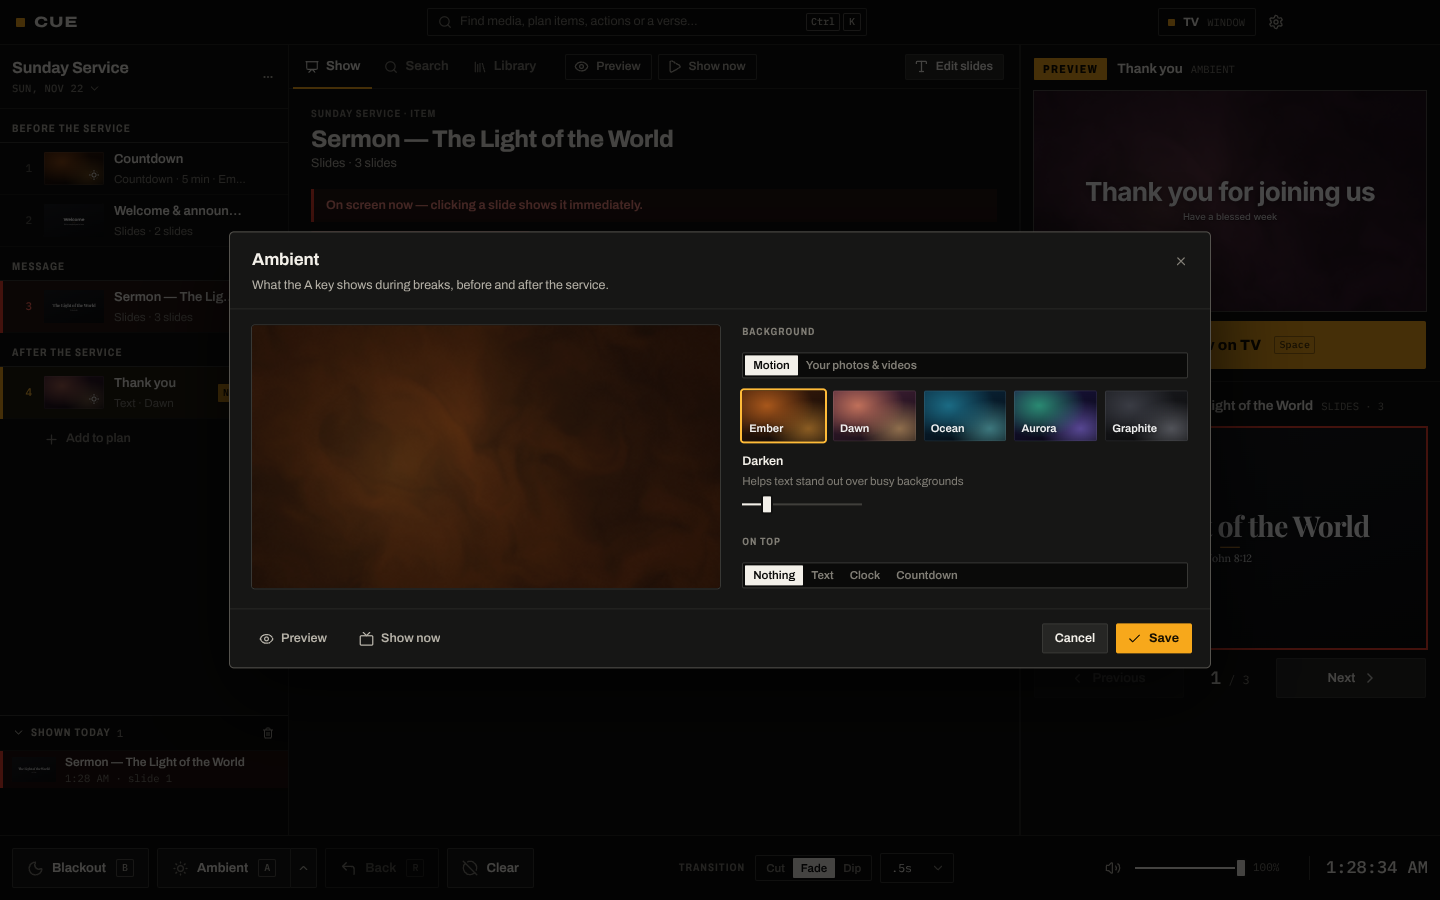 CUE
Find media, plan items, actions or a verse...
Ctrl K
TV WINDOW
Sunday Service
SUN, NOV 22
Show
Search
Library
Preview
Show now
Edit slides
PREVIEW Thank you AMBIENT
BEFORE THE SERVICE
1
Countdown
Countdown · 5 min · Em...
2
Welcome & announ...
Slides · 2 slides
MESSAGE
3
Sermon — The Lig.
Slides · 3 slides
AFTER THE SERVICE
4
Thank you
Text · Dawn
Add to plan
SUNDAY SERVICE · ITEM
Sermon — The Light of the World
Slides · 3 slides
On screen now — clicking a slide shows it immediately.
Thank you for joining us
Have a blessed week
on TV Space
ight of the World SLIDES · 3
of the World
ohn 8:12
Previous
1 / 3
Next
Ambient
What the A key shows during breaks, before and after the service.
BACKGROUND
Motion Your photos & videos
Ember Dawn Ocean Aurora Graphite
Darken
Helps text stand out over busy backgrounds
ON TOP
Nothing Text Clock Countdown
Preview
Show now
Cancel
Save
SHOWN TODAY 1
The Light of the World
Sermon — The Light of the World
1:28 AM · slide 1
Blackout B
Ambient A
Back R
Clear
TRANSITION Cut Fade Dip .5s
100%
1:28:34 AM